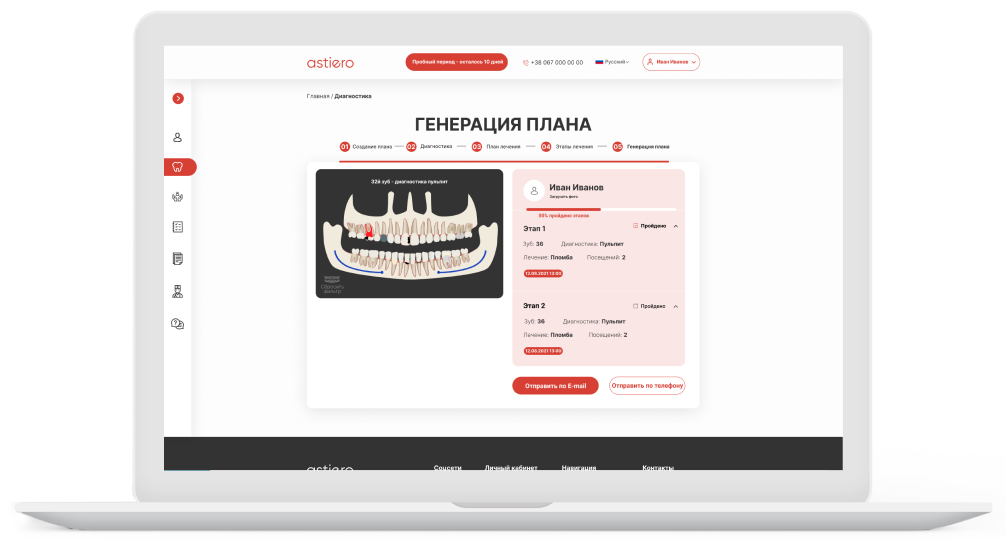 astiero
Пробный период - осталось 10 дней
+38 067 000 00 00
Русский
Иван Иванов
Главная / Диагностика
ГЕНЕРАЦИЯ ПЛАНА
01 Создание плана
02 Диагностика
03 План лечения
04 Этапы лечения
05 Генерация плана
32й зуб - диагностика пульпит
Сбросить
фильтр
Иван Иванов
Загрузить фото
50% пройдено этапов
Этап 1
Пройдено
Зуб: 36 Диагностика: Пульпит
Лечение: Пломба Посещений: 2
12.08.2021 13:00
Этап 2
Пройдено
Зуб: 36 Диагностика: Пульпит
Лечение: Пломба Посещений: 2
12.08.2021 13:00
Отправить по E-mail
Отправить по телефону
astiero
Соцсети
Личный кабинет
Навигация
Контакты